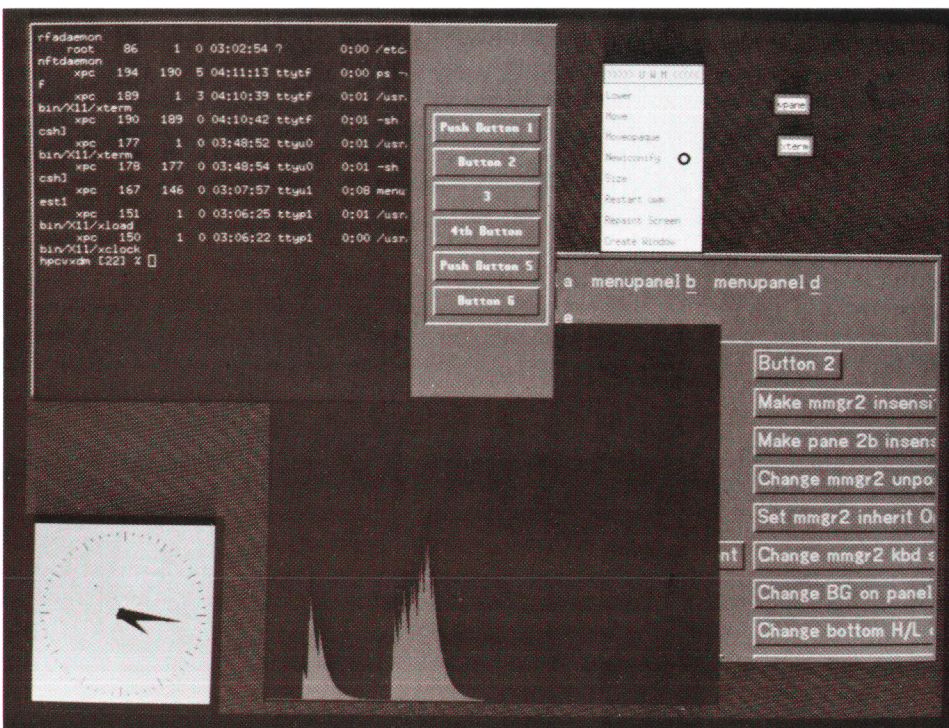 rfadaemon
root 86 1 0 03:02:54 ? 0:00 /etc.
nftdaemon
xpc 194 190 5 04:11:13 ttytf 0:00 ps -
f
xpc 189 1 3 04:10:39 ttytf 0:01 /usr.
bin/X11/xterm
xpc 190 189 0 04:10:42 ttytf 0:01 -sh
csh]
xpc 177 1 0 03:48:52 ttyu0 0:01 /usr.
bin/X11/xterm
xpc 178 177 0 03:48:54 ttyu0 0:01 -sh
csh]
xpc 167 146 0 03:07:57 ttyu1 0:08 menu
est1
xpc 151 1 0 03:06:25 ttyp1 0:01 /usr.
bin/X11/xload
xpc 150 1 0 03:06:22 ttyp1 0:00 /usr.
bin/X11/xclock
hpcvxdm [22] %
Push Button 1
Button 2
3
4th Button
Push Button 5
Button 6
>>>>> U W M <<<<<
Lower
Move
Moveopaque
Newiconify
Size
Restart uwm
Repaint Screen
Create Window
xpane
xterm
a menupanel b menupanel d
e
Button 2
Make mmgr2 insensi
Make pane 2b insens
Change mmgr2 unpo
Set mmgr2 inherit O
nt Change mmgr2 kbd s
Change BG on panel
Change bottom H/L